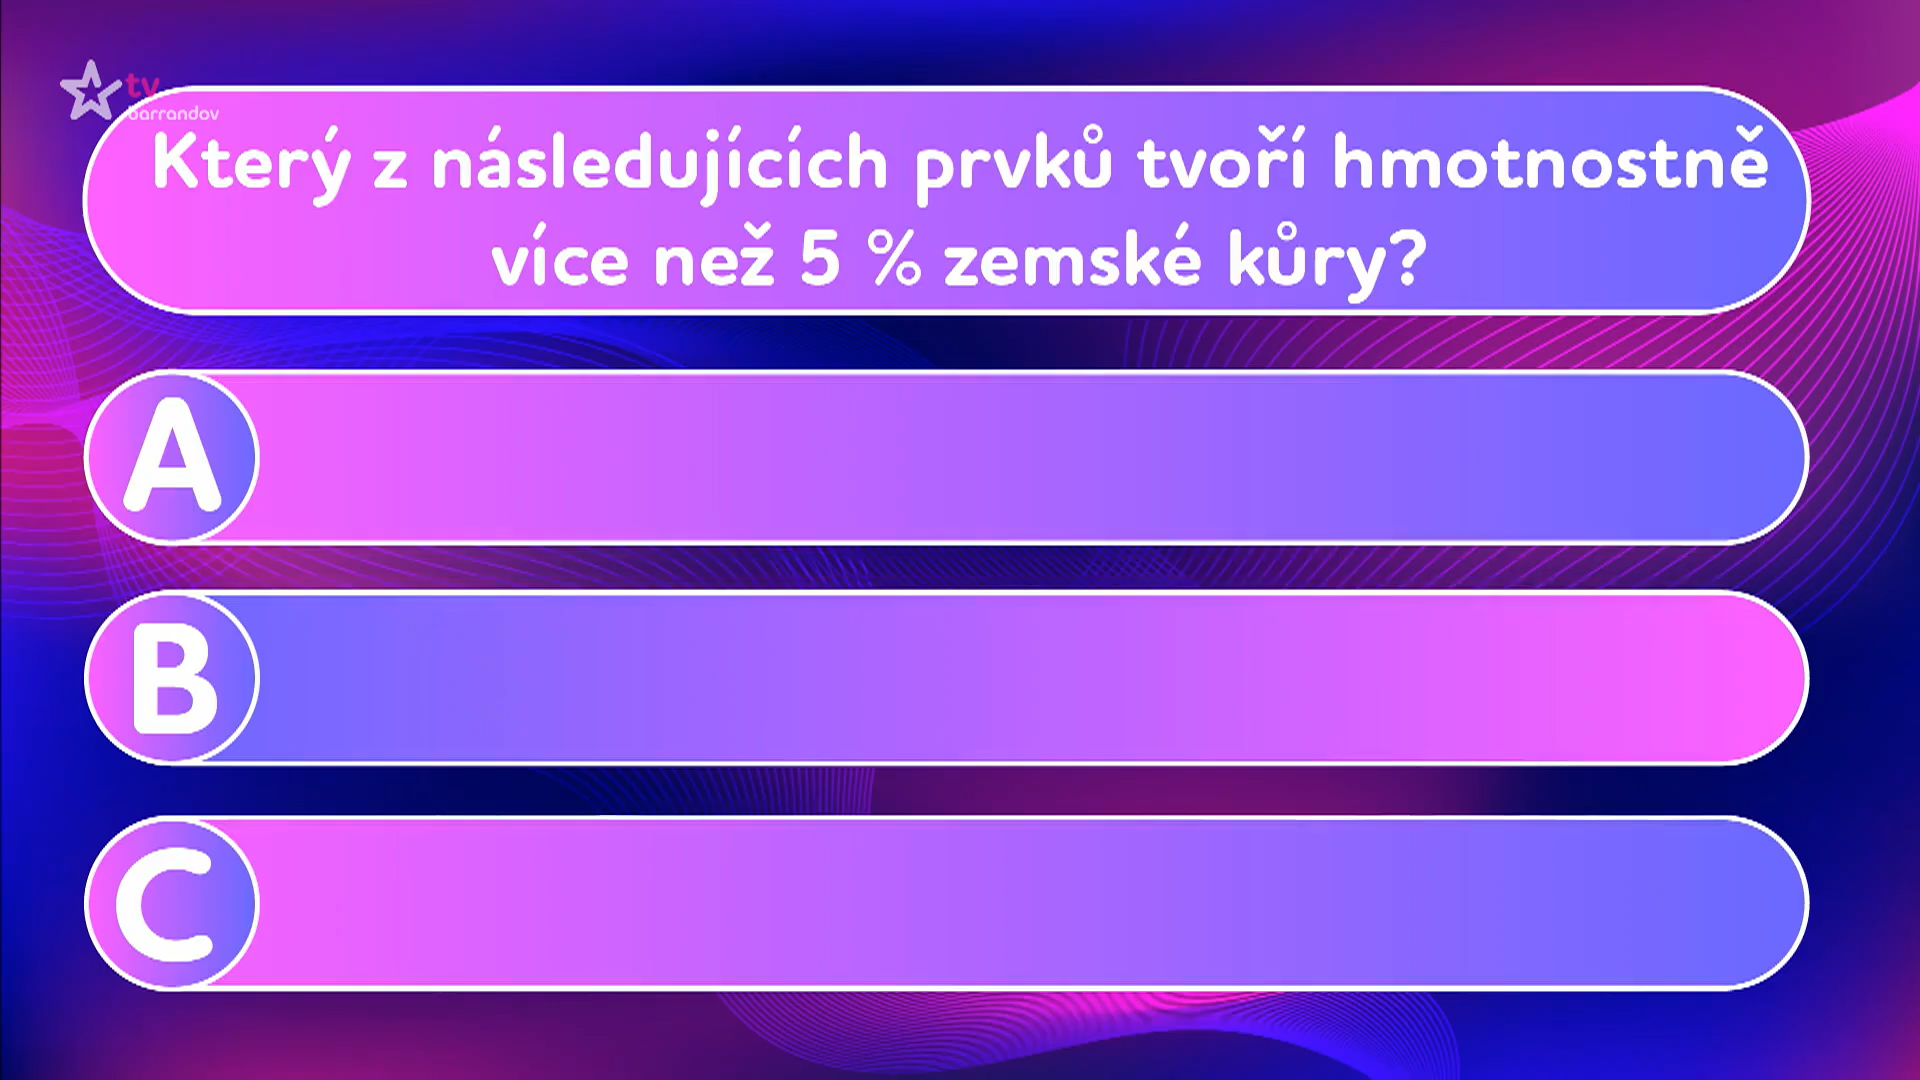 tv
barrandov
Který z následujících prvků tvoří hmotnostně
více než 5 % zemské kůry?
A
B
C